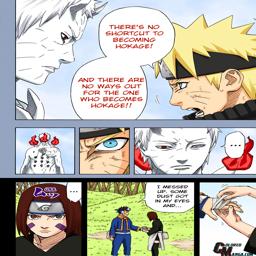 THERE'S NO
SHORTCUT TO
BECOMING
HOKAGE!
AND THERE ARE
NO WAYS OUT
FOR THE ONE
WHO BECOMES
HOKAGE!!
...
...
I MESSED
UP. SOME
DUST GOT
IN MY EYES
AND...
COLORED